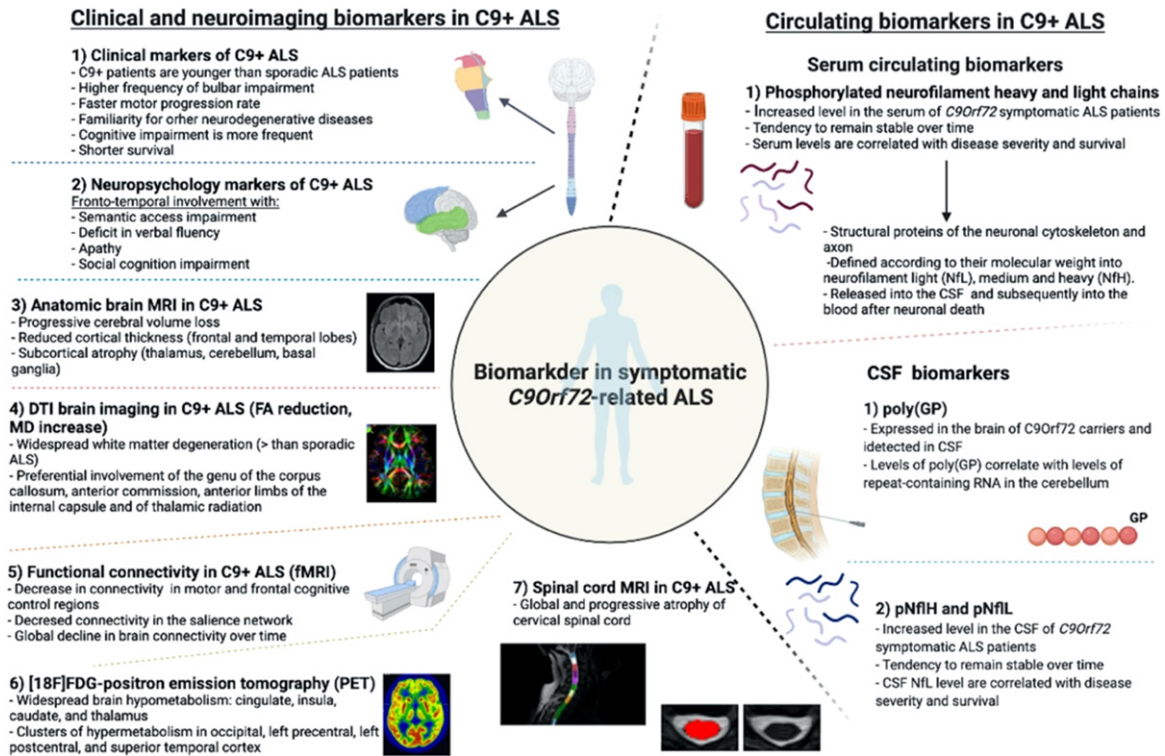 Clinical and neuroimaging biomarkers in C9+ ALS
1) Clinical markers of C9+ ALS
- C9+ patients are younger than sporadic ALS patients
- Higher frequency of bulbar impairment
- Faster motor progression rate
- Familiarity for orher neurodegenerative diseases
- Cognitive impairment is more frequent
- Shorter survival
2) Neuropsychology markers of C9+ ALS
Fronto-temporal involvement with:
- Semantic access impairment
- Deficit in verbal fluency
- Apathy
- Social cognition impairment
3) Anatomic brain MRI in C9+ ALS
- Progressive cerebral volume loss
- Reduced cortical thickness (frontal and temporal lobes)
- Subcortical atrophy (thalamus, cerebellum, basal
ganglia)
4) DTI brain imaging in C9+ ALS (FA reduction,
MD increase)
- Widespread white matter degeneration (> than sporadic
ALS)
- Preferential involvement of the genu of the corpus
callosum, anterior commission, anterior limbs of the
internal capsule and of thalamic radiation
5) Functional connectivity in C9+ ALS (fMRI)
- Decrease in connectivity in motor and frontal cognitive
control regions
- Decresed connectivity in the salience network
- Global decline in brain connectivity over time
6) [18F]FDG-positron emission tomography (PET)
- Widespread brain hypometabolism: cingulate, insula,
caudate, and thalamus
- Clusters of hypermetabolism in occipital, left precentral, left
postcentral, and superior temporal cortex
7) Spinal cord MRI in C9+ ALS
- Global and progressive atrophy of
cervical spinal cord
Biomarkder in symptomatic
C9Orf72-related ALS
Circulating biomarkers in C9+ ALS
Serum circulating biomarkers
1) Phosphorylated neurofilament heavy and light chains
- Increased level in the serum of C9Orf72 symptomatic ALS patients
- Tendency to remain stable over time
- Serum levels are correlated with disease severity and survival
- Structural proteins of the neuronal cytoskeleton and
axon
-Defined according to their molecular weight into
neurofilament light (NfL), medium and heavy (NfH).
- Released into the CSF and subsequently into the
blood after neuronal death
CSF biomarkers
1) poly(GP)
- Expressed in the brain of C9Orf72 carriers and
idetected in CSF
- Levels of poly(GP) correlate with levels of
repeat-containing RNA in the cerebellum
GP
2) pNflH and pNflL
- Increased level in the CSF of C9Orf72
symptomatic ALS patients
- Tendency to remain stable over time
- CSF NfL level are correlated with disease
severity and survival